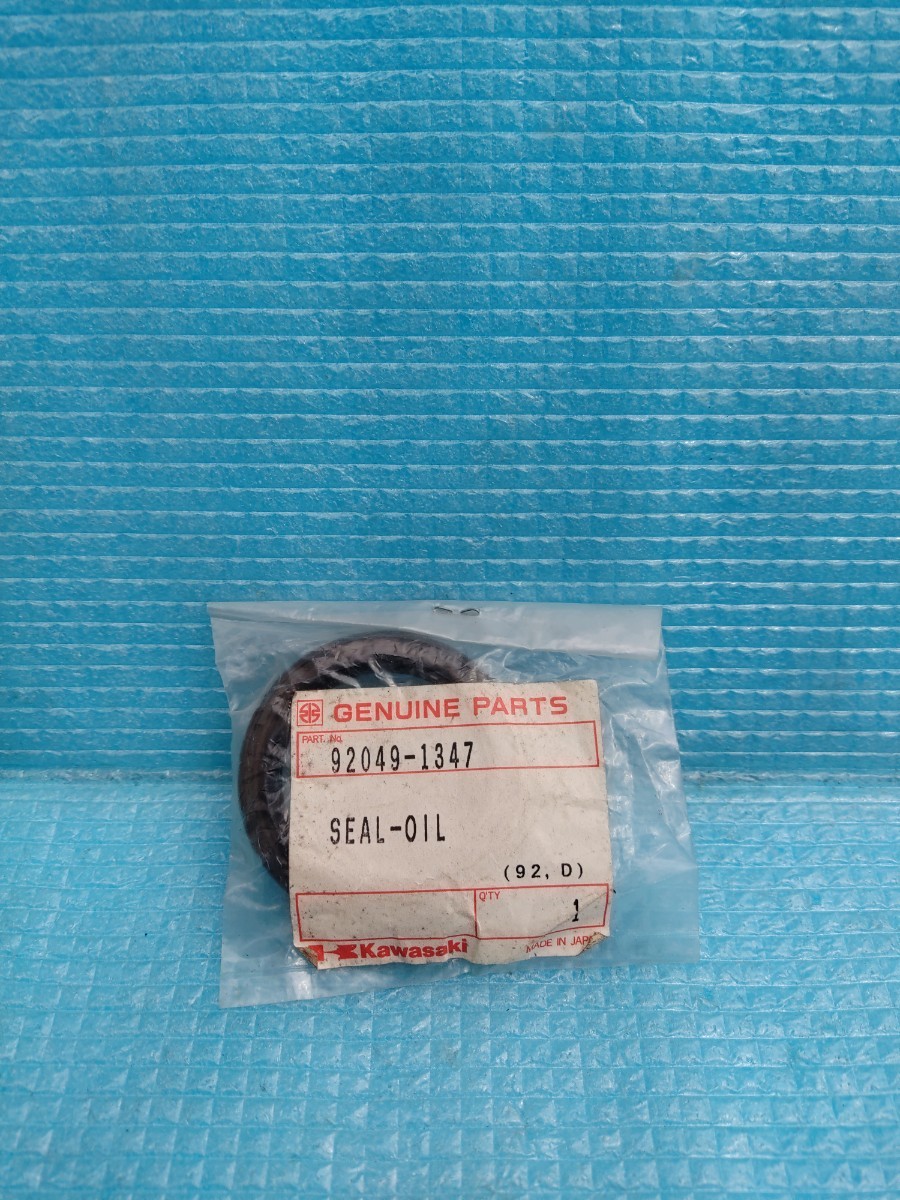 GENUINE PARTS
PART. No.
92049-1347
SEAL-OIL
(92, D)
Q'TY
1
Kawasaki
MADE IN JAPAN